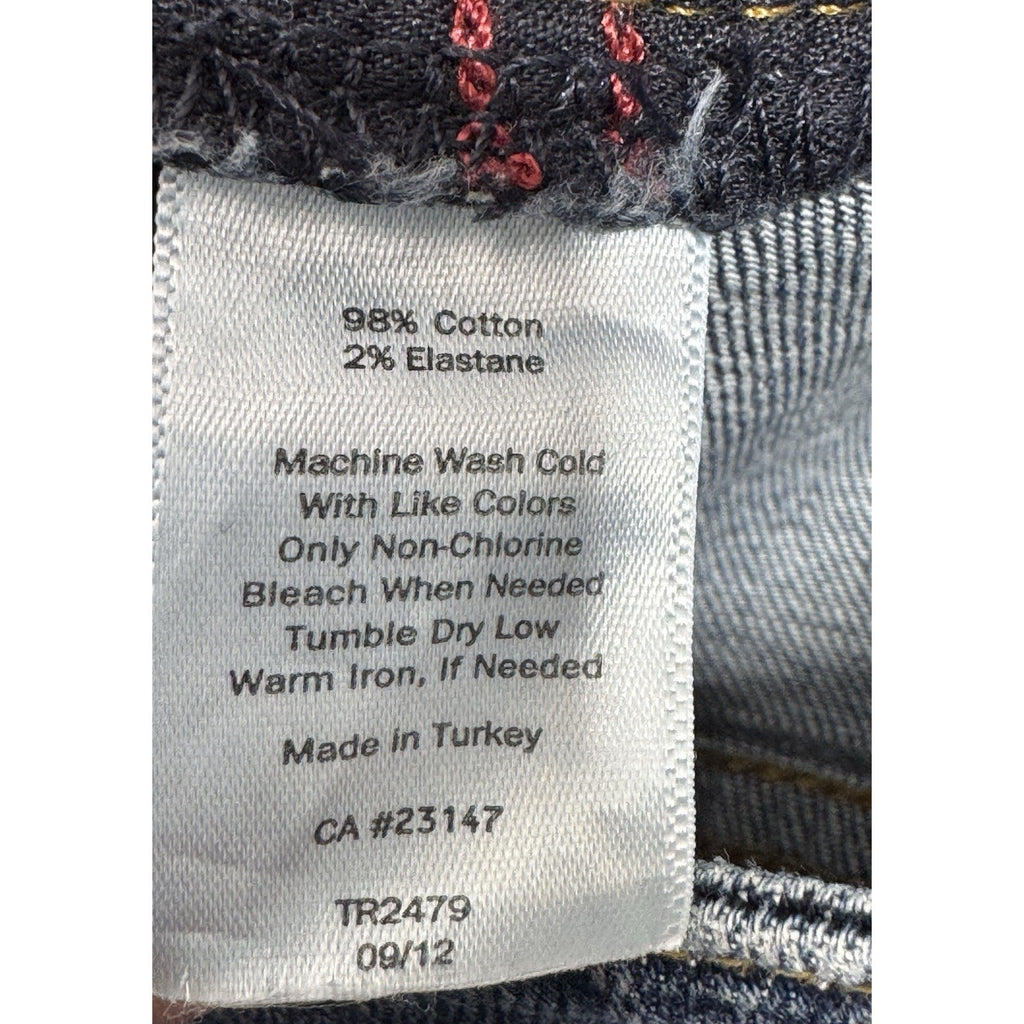 98% Cotton
2% Elastane
Machine Wash Cold
With Like Colors
Only Non-Chlorine
Bleach When Needed
Tumble Dry Low
Warm Iron, If Needed
Made in Turkey
CA #23147
TR2479
09/12